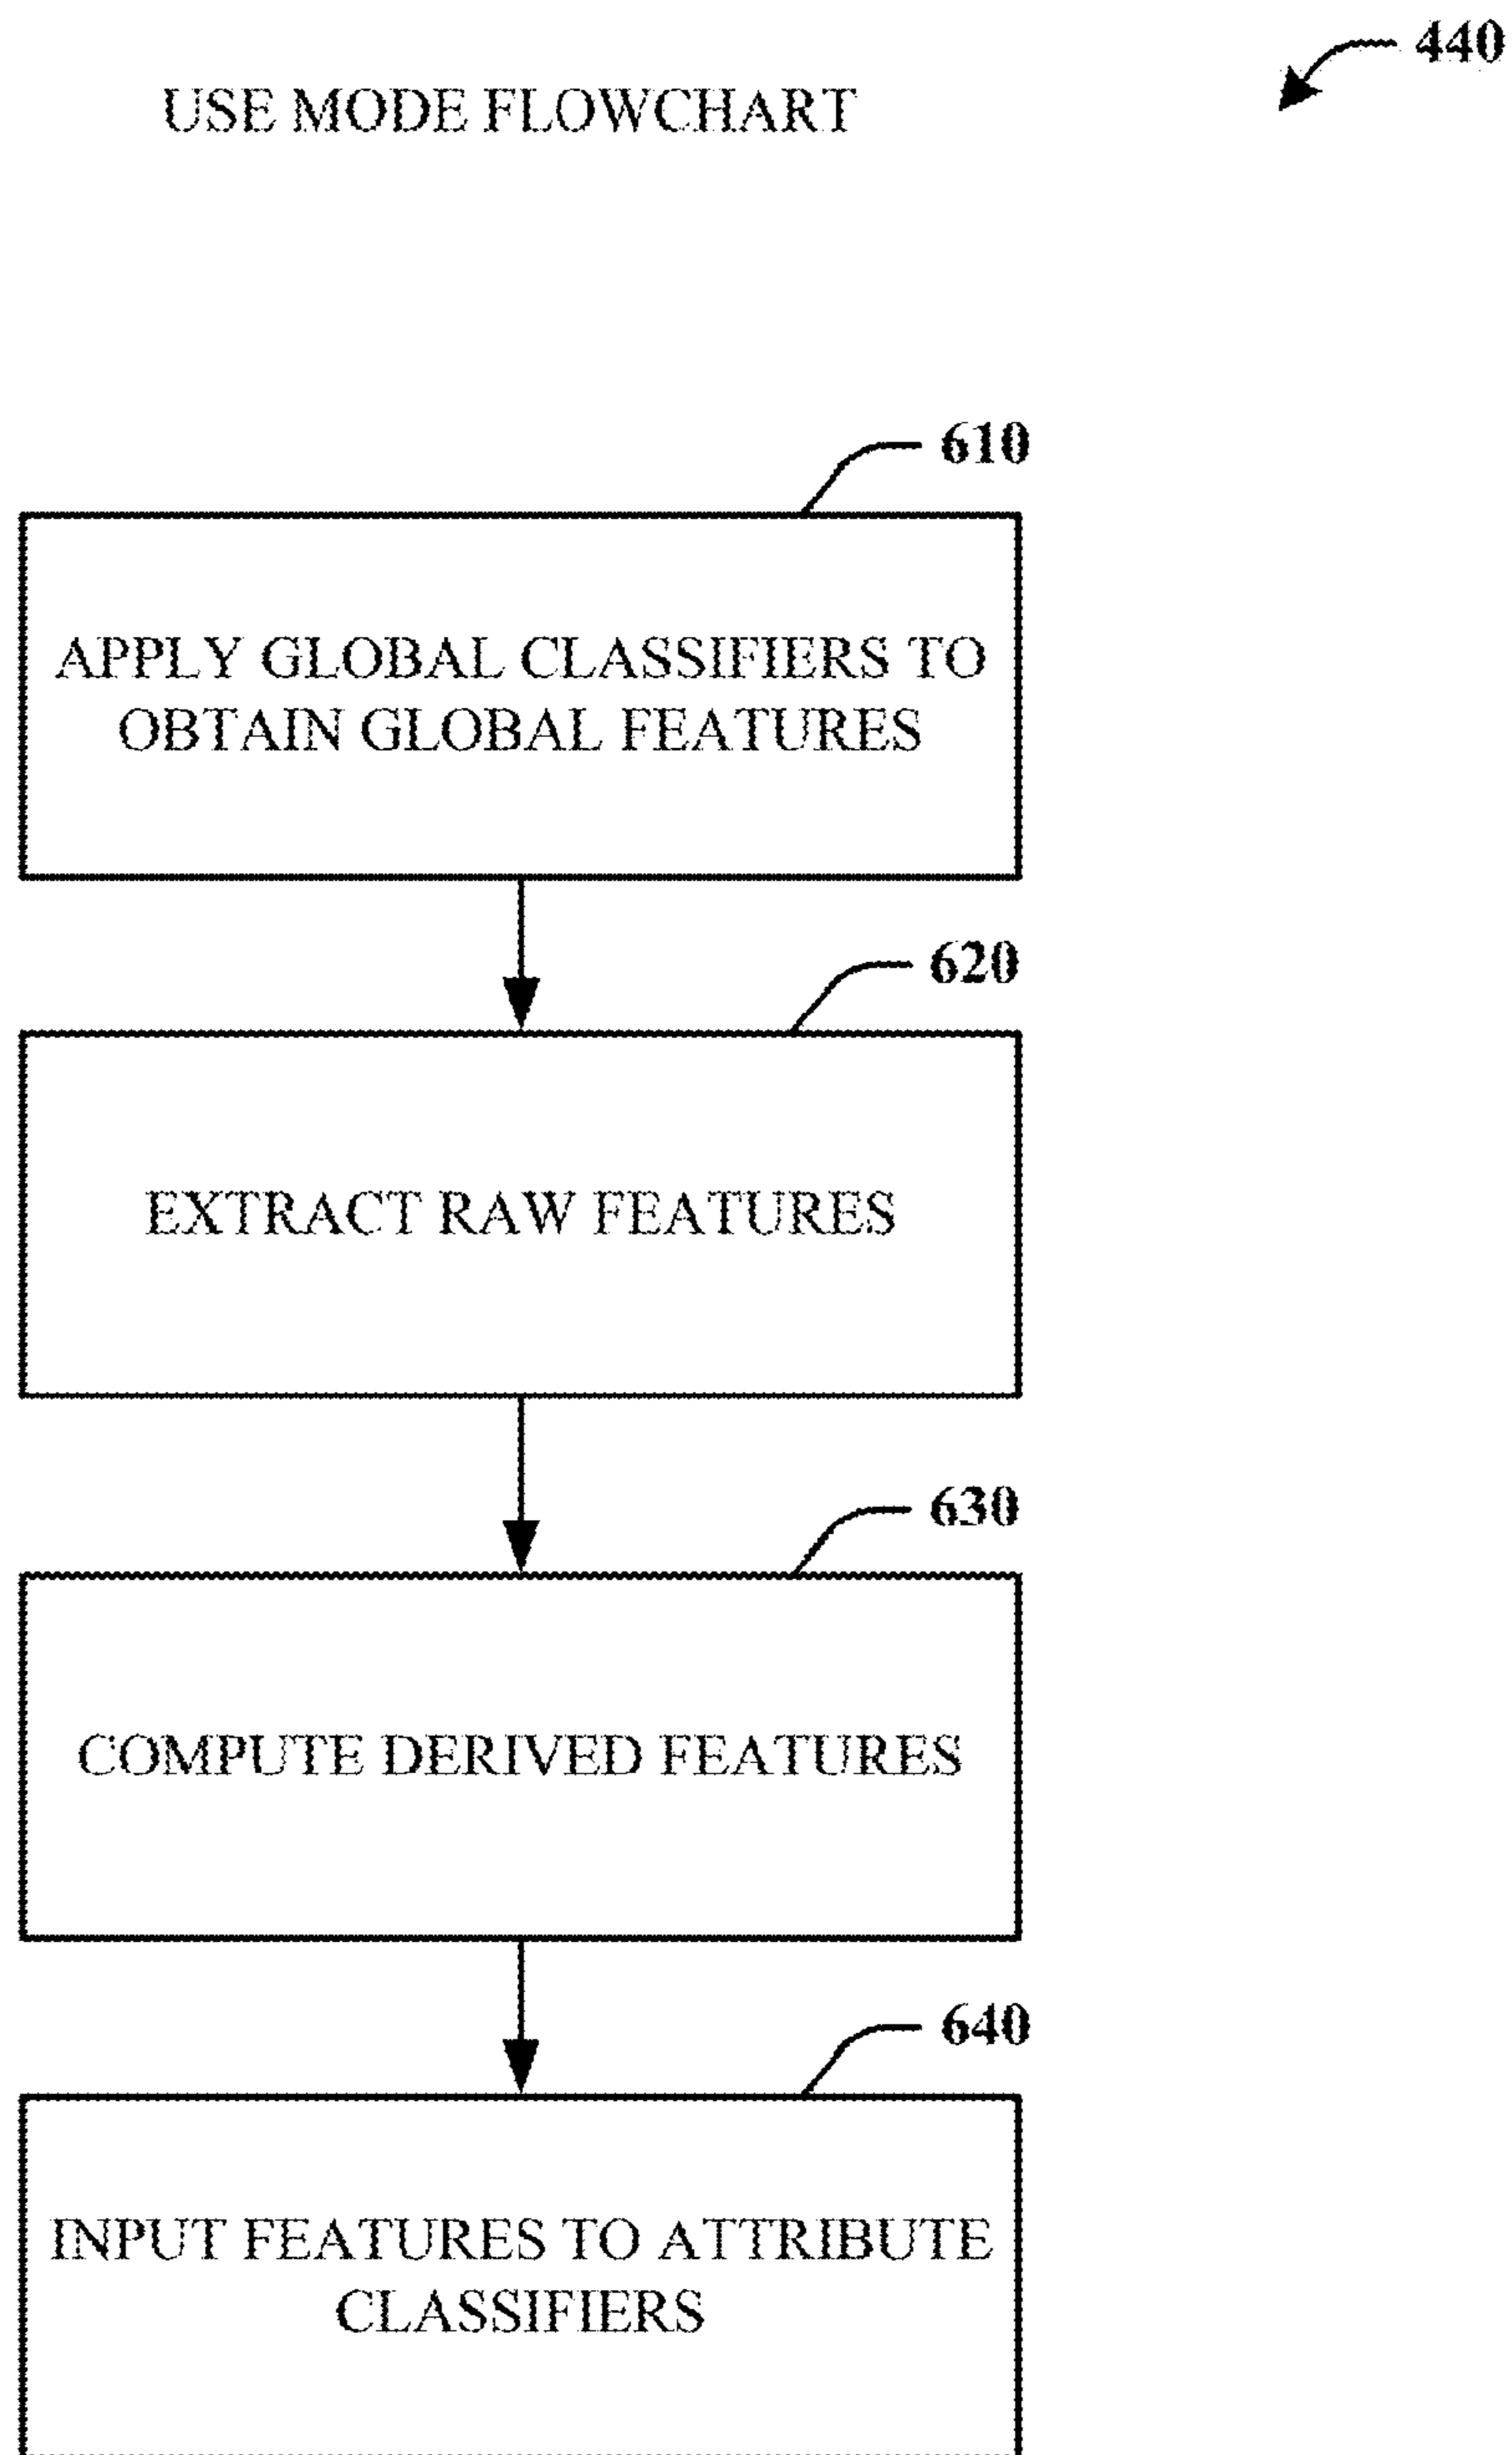 440
USE MODE FLOWCHART
610
APPLY GLOBAL CLASSIFIERS TO
OBTAIN GLOBAL FEATURES
620
EXTRACT RAW FEATURES
630
COMPUTE DERIVED FEATURES
640
INPUT FEATURES TO ATTRIBUTE
CLASSIFIERS